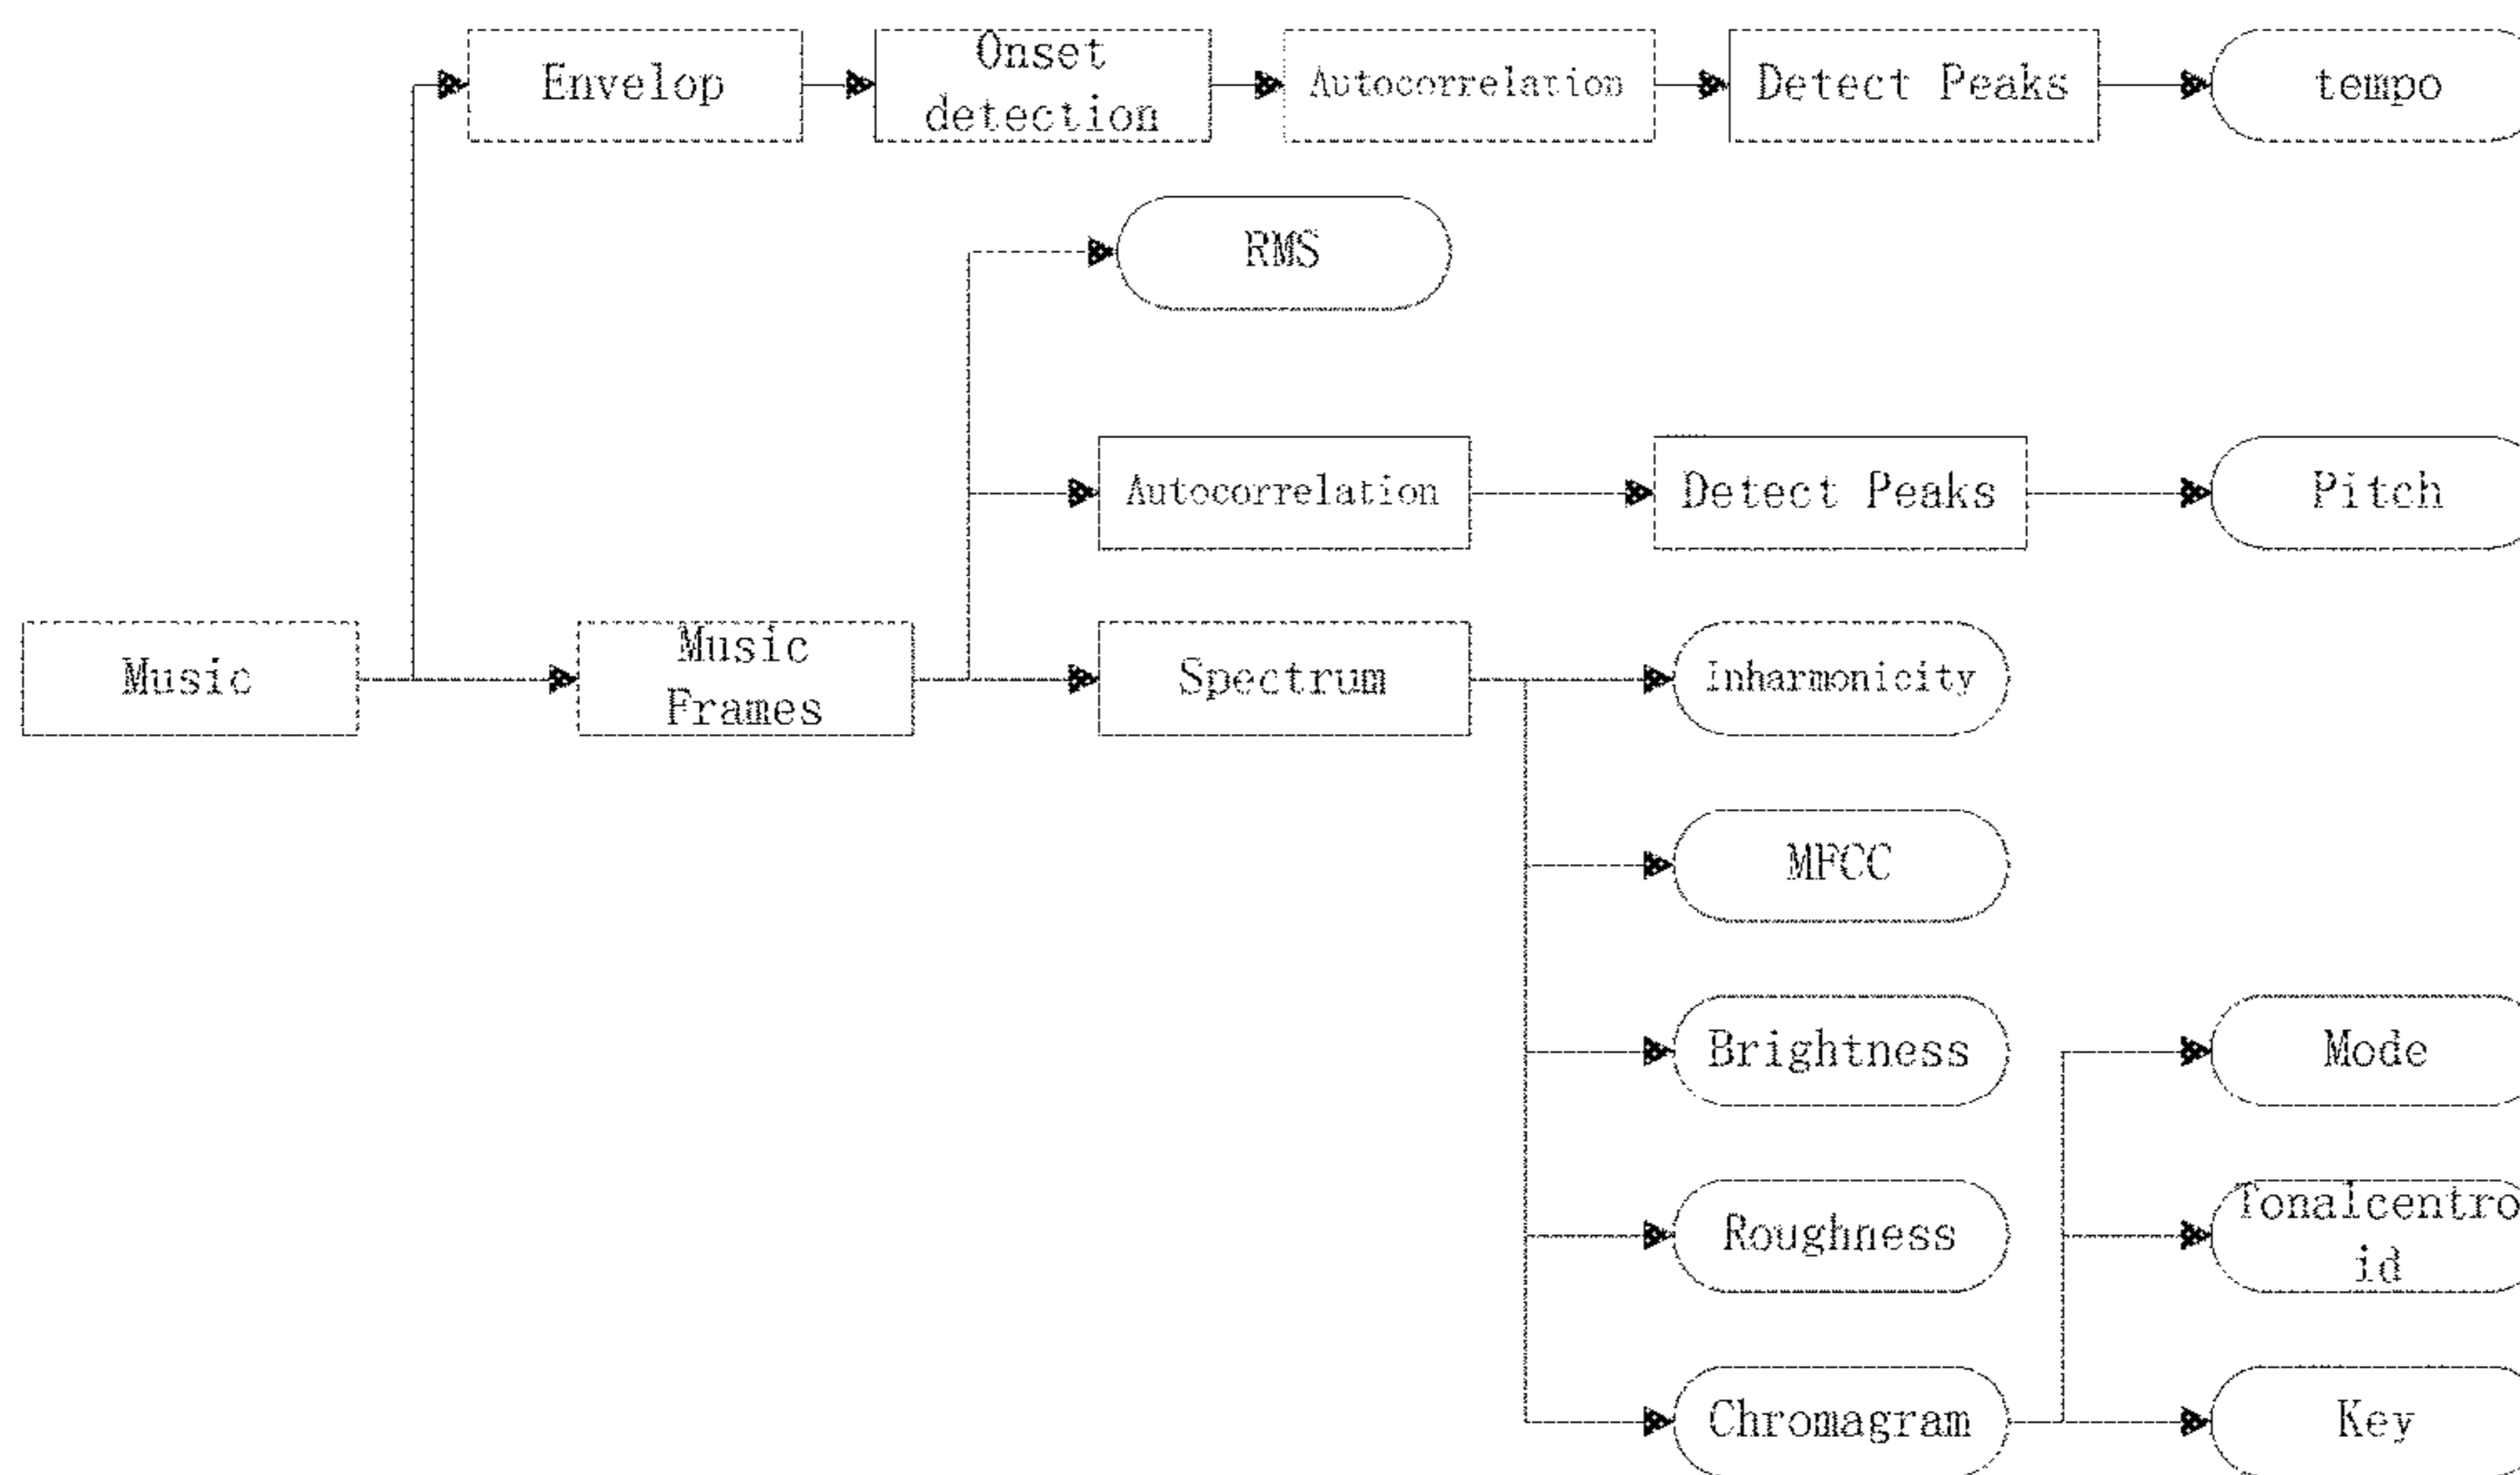 Envelop
Onset
detection
Autocorrelation
Detect Peaks
tempo
RMS
Autocorrelation
Detect Peaks
Pitch
Music
Music
Frames
Spectrum
Inharmonicity
MFCC
Brightness
Mode
Roughness
Tonalcentro
id
Chromagram
Key